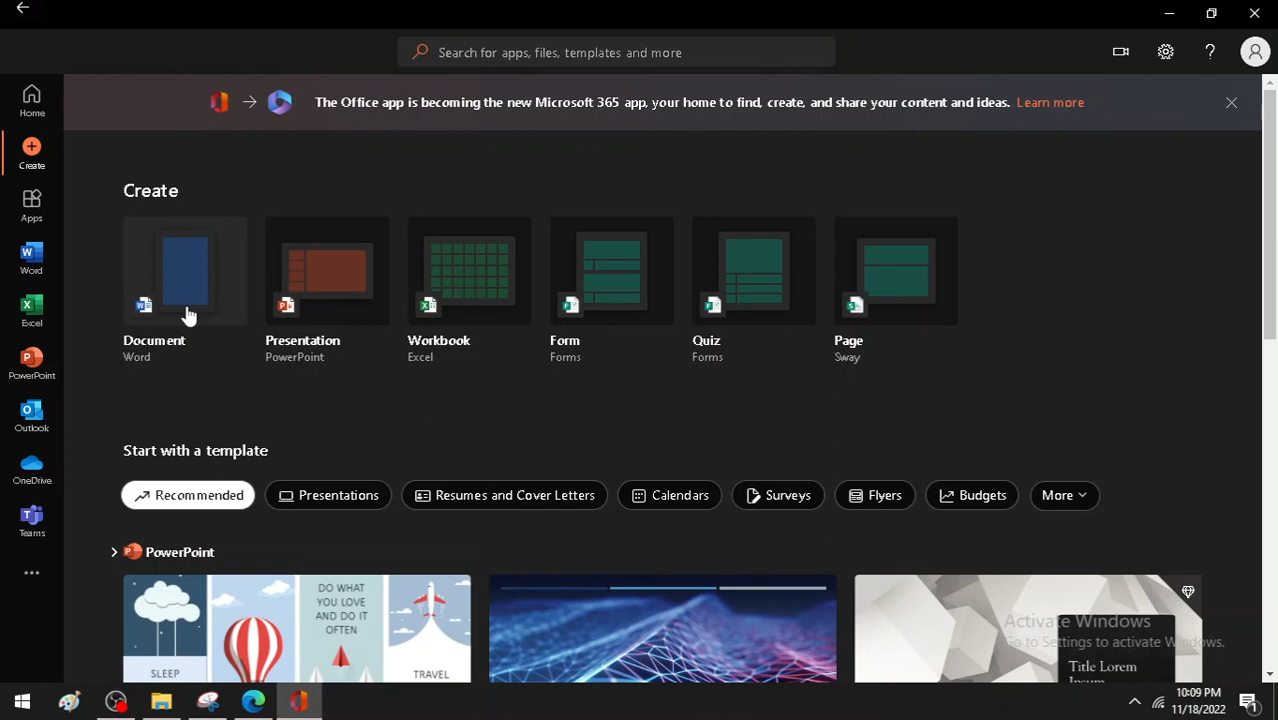 Search for apps, files, templates and more
The Office app is becoming the new Microsoft 365 app, your home to find, create, and share your content and ideas. Learn more
Home
Create
Apps
Word
Excel
PowerPoint
Outlook
OneDrive
Teams
Create
Document
Word
Presentation
PowerPoint
Workbook
Excel
Form
Forms
Quiz
Forms
Page
Sway
Start with a template
Recommended
Presentations
Resumes and Cover Letters
Calendars
Surveys
Flyers
Budgets
More
PowerPoint
SLEEP
DO WHAT
YOU LOVE
AND DO IT
OFTEN
TRAVEL
Title Lorem
Ipsum
Activate Windows
Go to Settings to activate Windows.
10:09 PM
11/18/2022
1